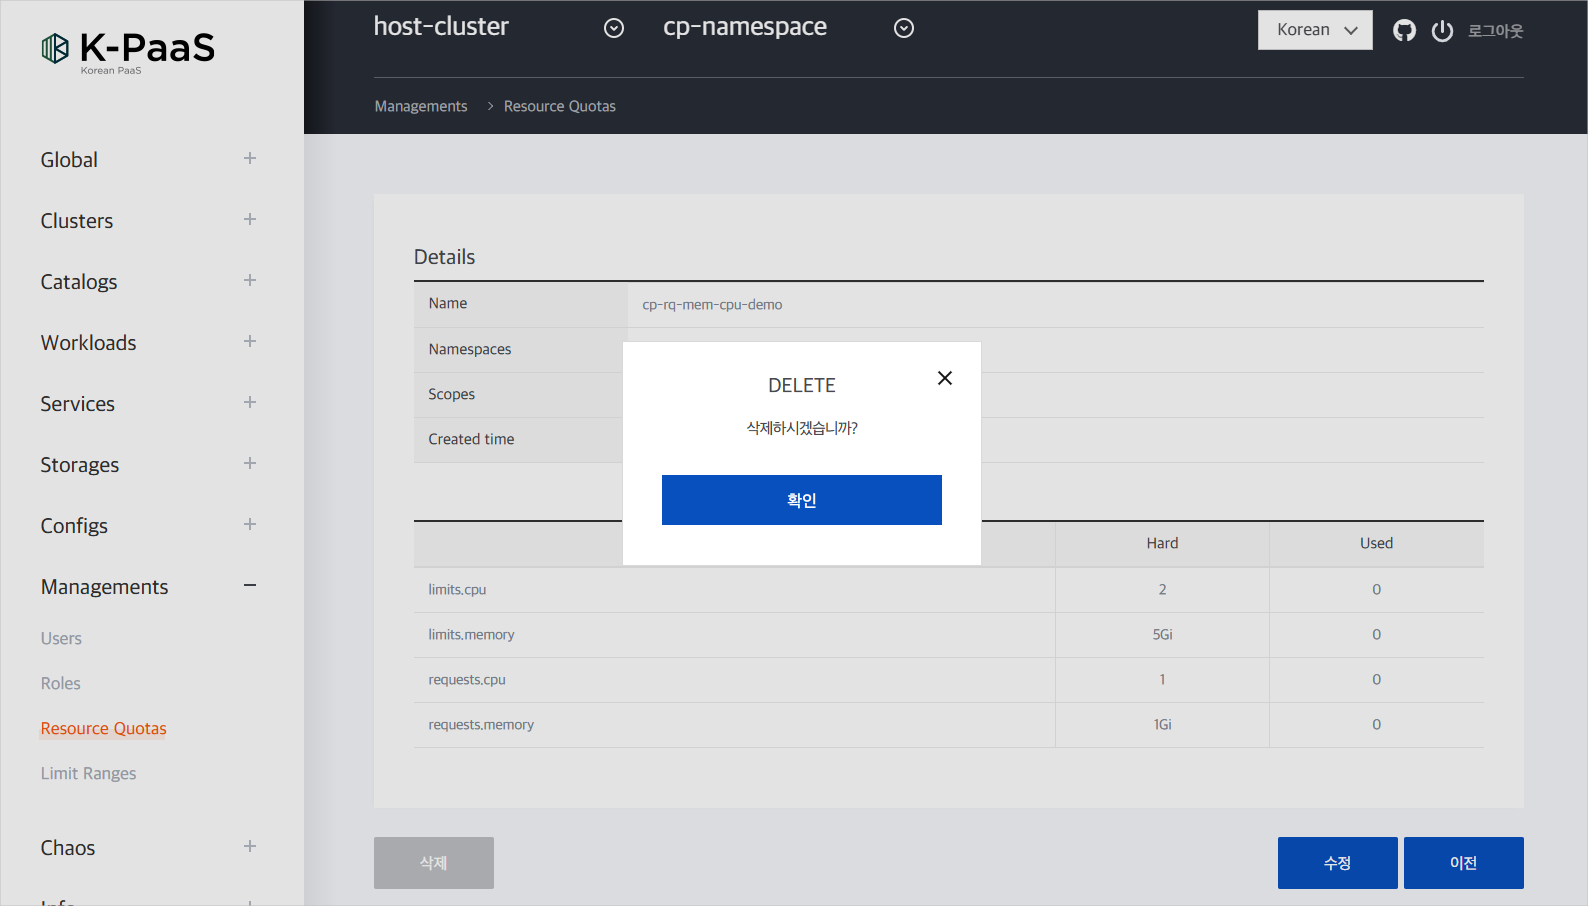 K-PaaS
Korean PaaS
host-cluster
cp-namespace
Korean
로그아웃
Managements
Resource Quotas
Global
Clusters
Catalogs
Workloads
Services
Storages
Configs
Managements
Users
Roles
Resource Quotas
Limit Ranges
Chaos
Info
Details
Name cp-rq-mem-cpu-demo
Namespaces
Scopes
Created time
DELETE
삭제하시겠습니까?
확인
Hard Used
limits.cpu 2 0
limits.memory 5Gi 0
requests.cpu 1 0
requests.memory 1Gi 0
삭제
수정
이전